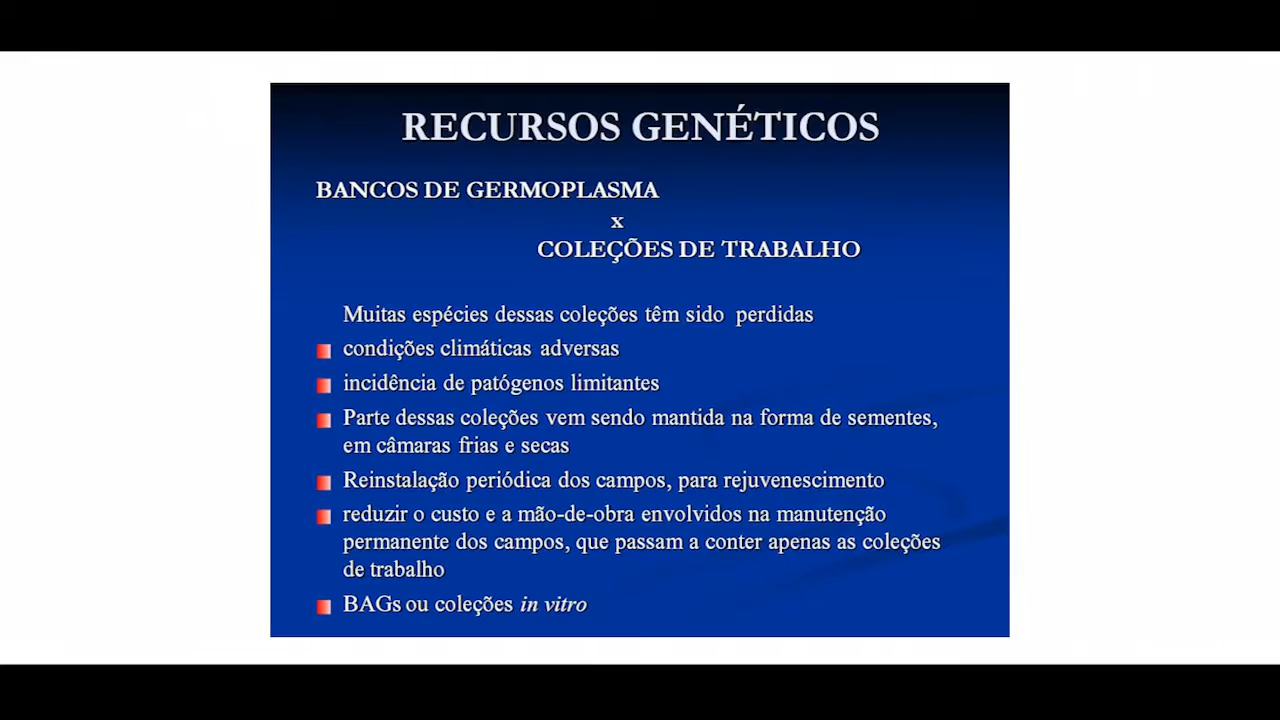 RECURSOS GENÉTICOS
BANCOS DE GERMOPLASMA
x
COLEÇÕES DE TRABALHO
Muitas espécies dessas coleções têm sido perdidas
condições climáticas adversas
incidência de patógenos limitantes
Parte dessas coleções vem sendo mantida na forma de sementes,
em câmaras frias e secas
Reinstalação periódica dos campos, para rejuvenescimento
reduzir o custo e a mão-de-obra envolvidos na manutenção
permanente dos campos, que passam a conter apenas as coleções
de trabalho
BAGs ou coleções in vitro